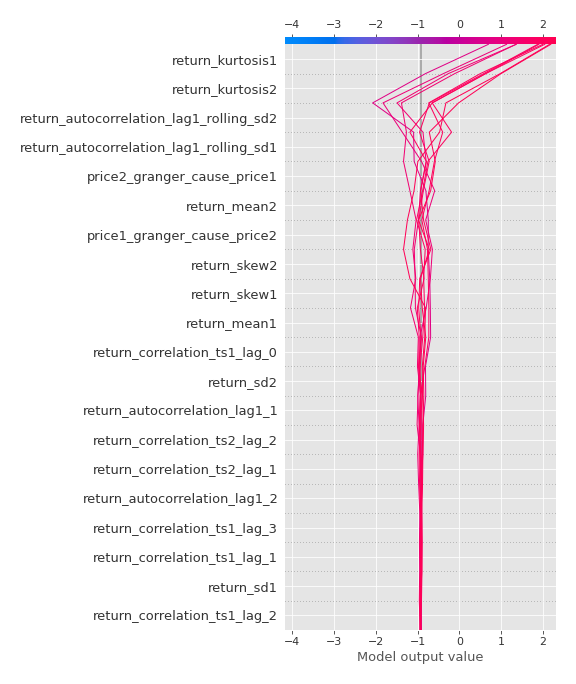 −4 −3 −2 −1 0 1 2
return_kurtosis1
return_kurtosis2
return_autocorrelation_lag1_rolling_sd2
return_autocorrelation_lag1_rolling_sd1
price2_granger_cause_price1
return_mean2
price1_granger_cause_price2
return_skew2
return_skew1
return_mean1
return_correlation_ts1_lag_0
return_sd2
return_autocorrelation_lag1_1
return_correlation_ts2_lag_2
return_correlation_ts2_lag_1
return_autocorrelation_lag1_2
return_correlation_ts1_lag_3
return_correlation_ts1_lag_1
return_sd1
return_correlation_ts1_lag_2
−4 −3 −2 −1 0 1 2
Model output value